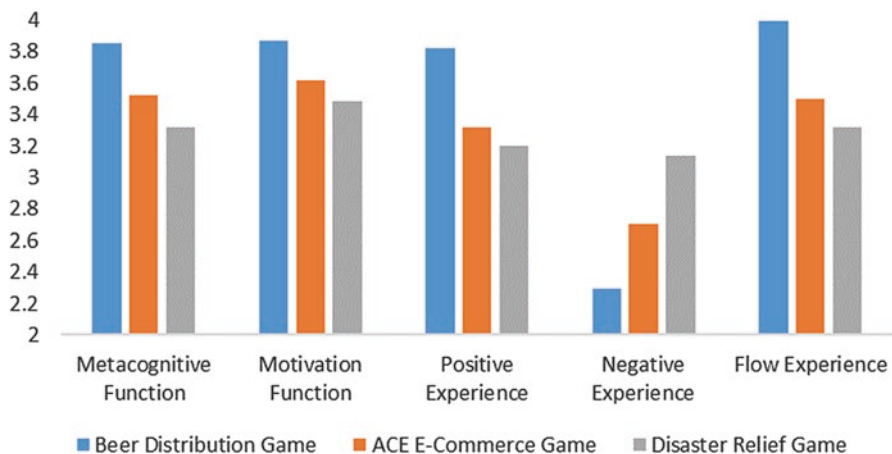 4
3.8
3.6
3.4
3.2
3
2.8
2.6
2.4
2.2
2
Metacognitive
Function
Motivation
Function
Positive
Experience
Negative
Experience
Flow Experience
Beer Distribution Game
ACE E-Commerce Game
Disaster Relief Game